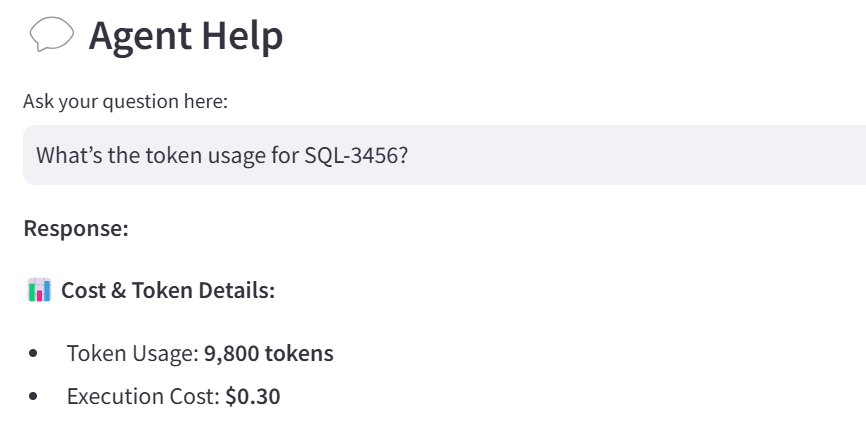 Agent Help
Ask your question here:
What’s the token usage for SQL-3456?
Response:
Cost & Token Details:
Token Usage: 9,800 tokens
Execution Cost: $0.30